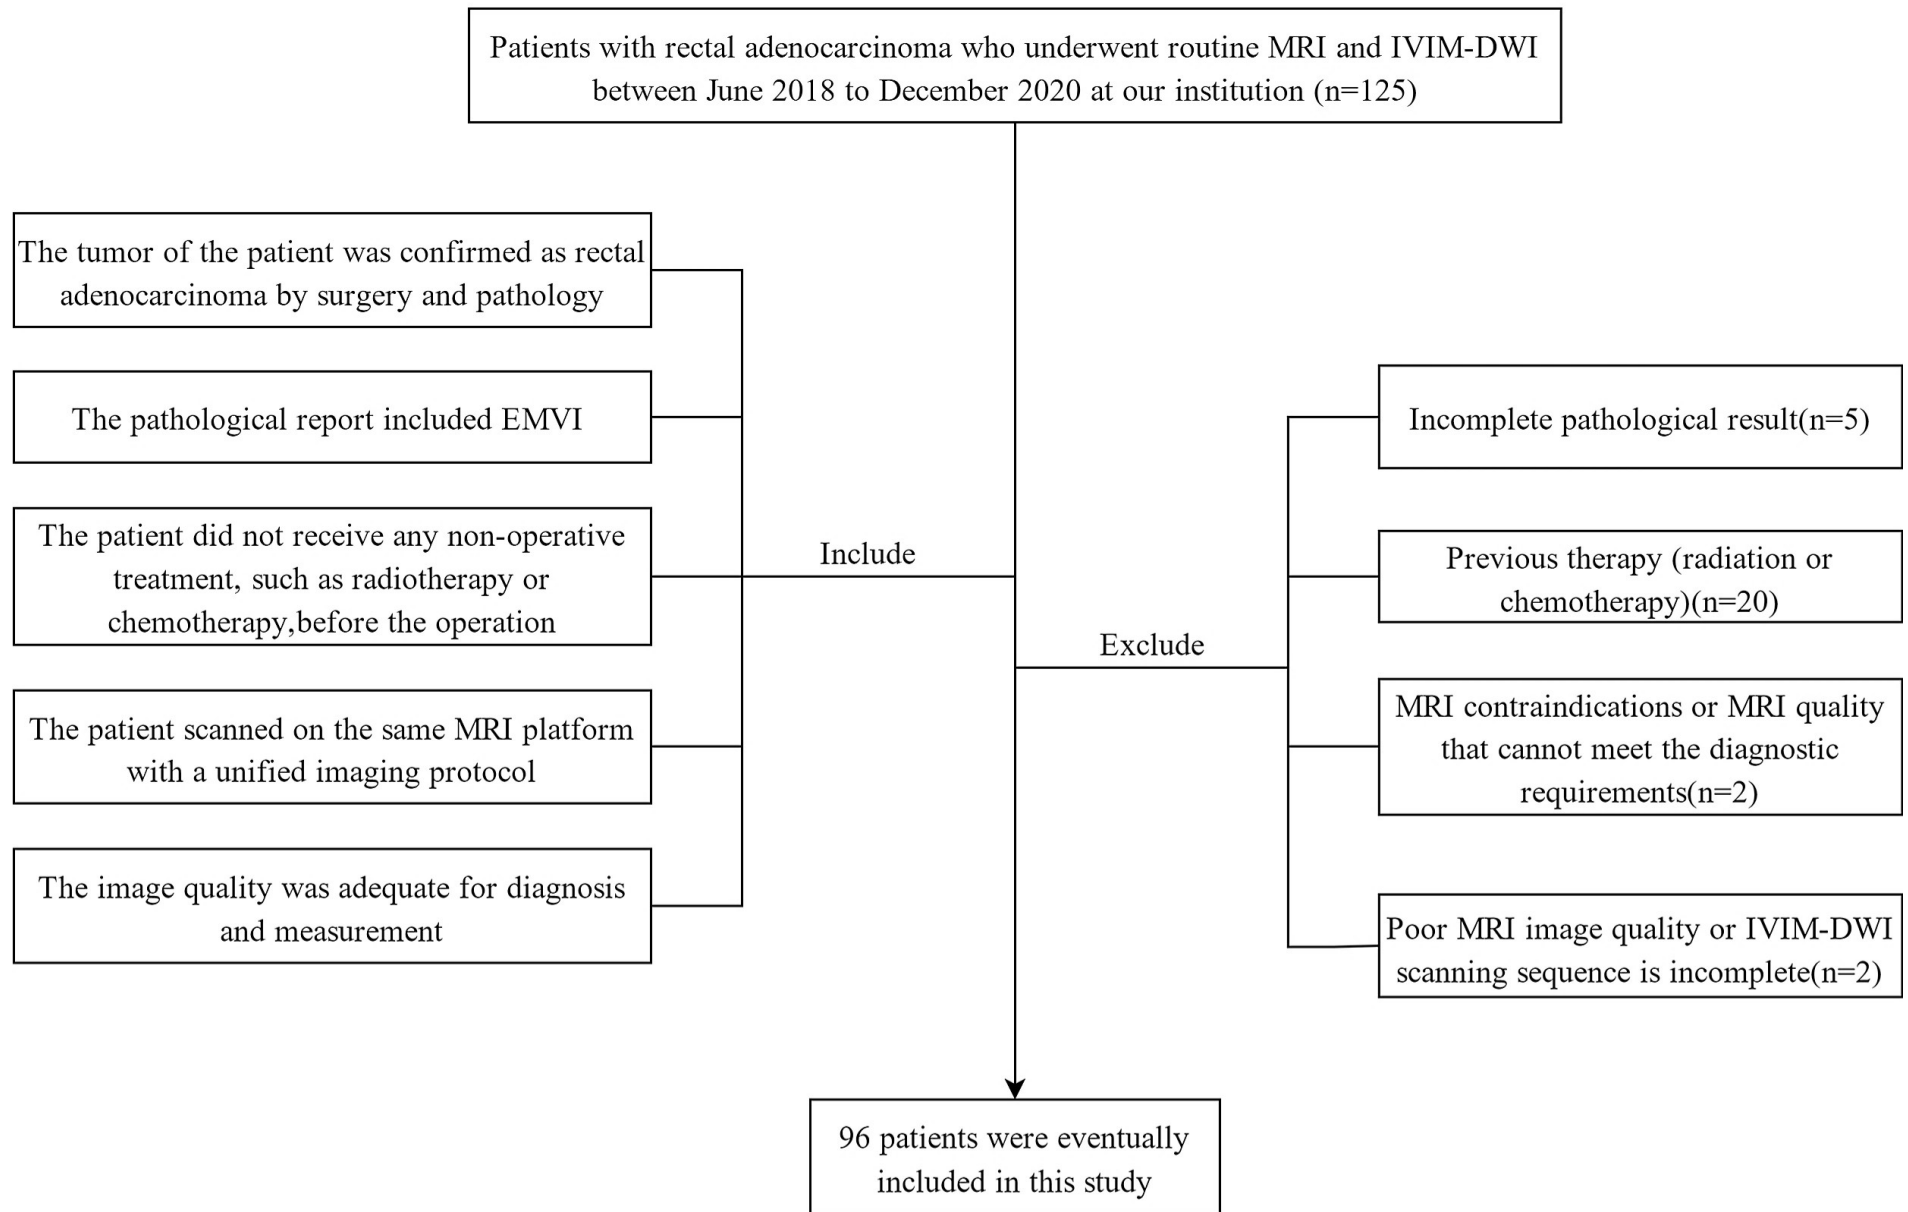 Patients with rectal adenocarcinoma who underwent routine MRI and IVIM-DWI
between June 2018 to December 2020 at our institution (n=125)
The tumor of the patient was confirmed as rectal
adenocarcinoma by surgery and pathology
The pathological report included EMVI
The patient did not receive any non-operative
treatment, such as radiotherapy or
chemotherapy,before the operation
The patient scanned on the same MRI platform
with a unified imaging protocol
The image quality was adequate for diagnosis
and measurement
Include
Exclude
Incomplete pathological result(n=5)
Previous therapy (radiation or
chemotherapy)(n=20)
MRI contraindications or MRI quality
that cannot meet the diagnostic
requirements(n=2)
Poor MRI image quality or IVIM-DWI
scanning sequence is incomplete(n=2)
96 patients were eventually
included in this study